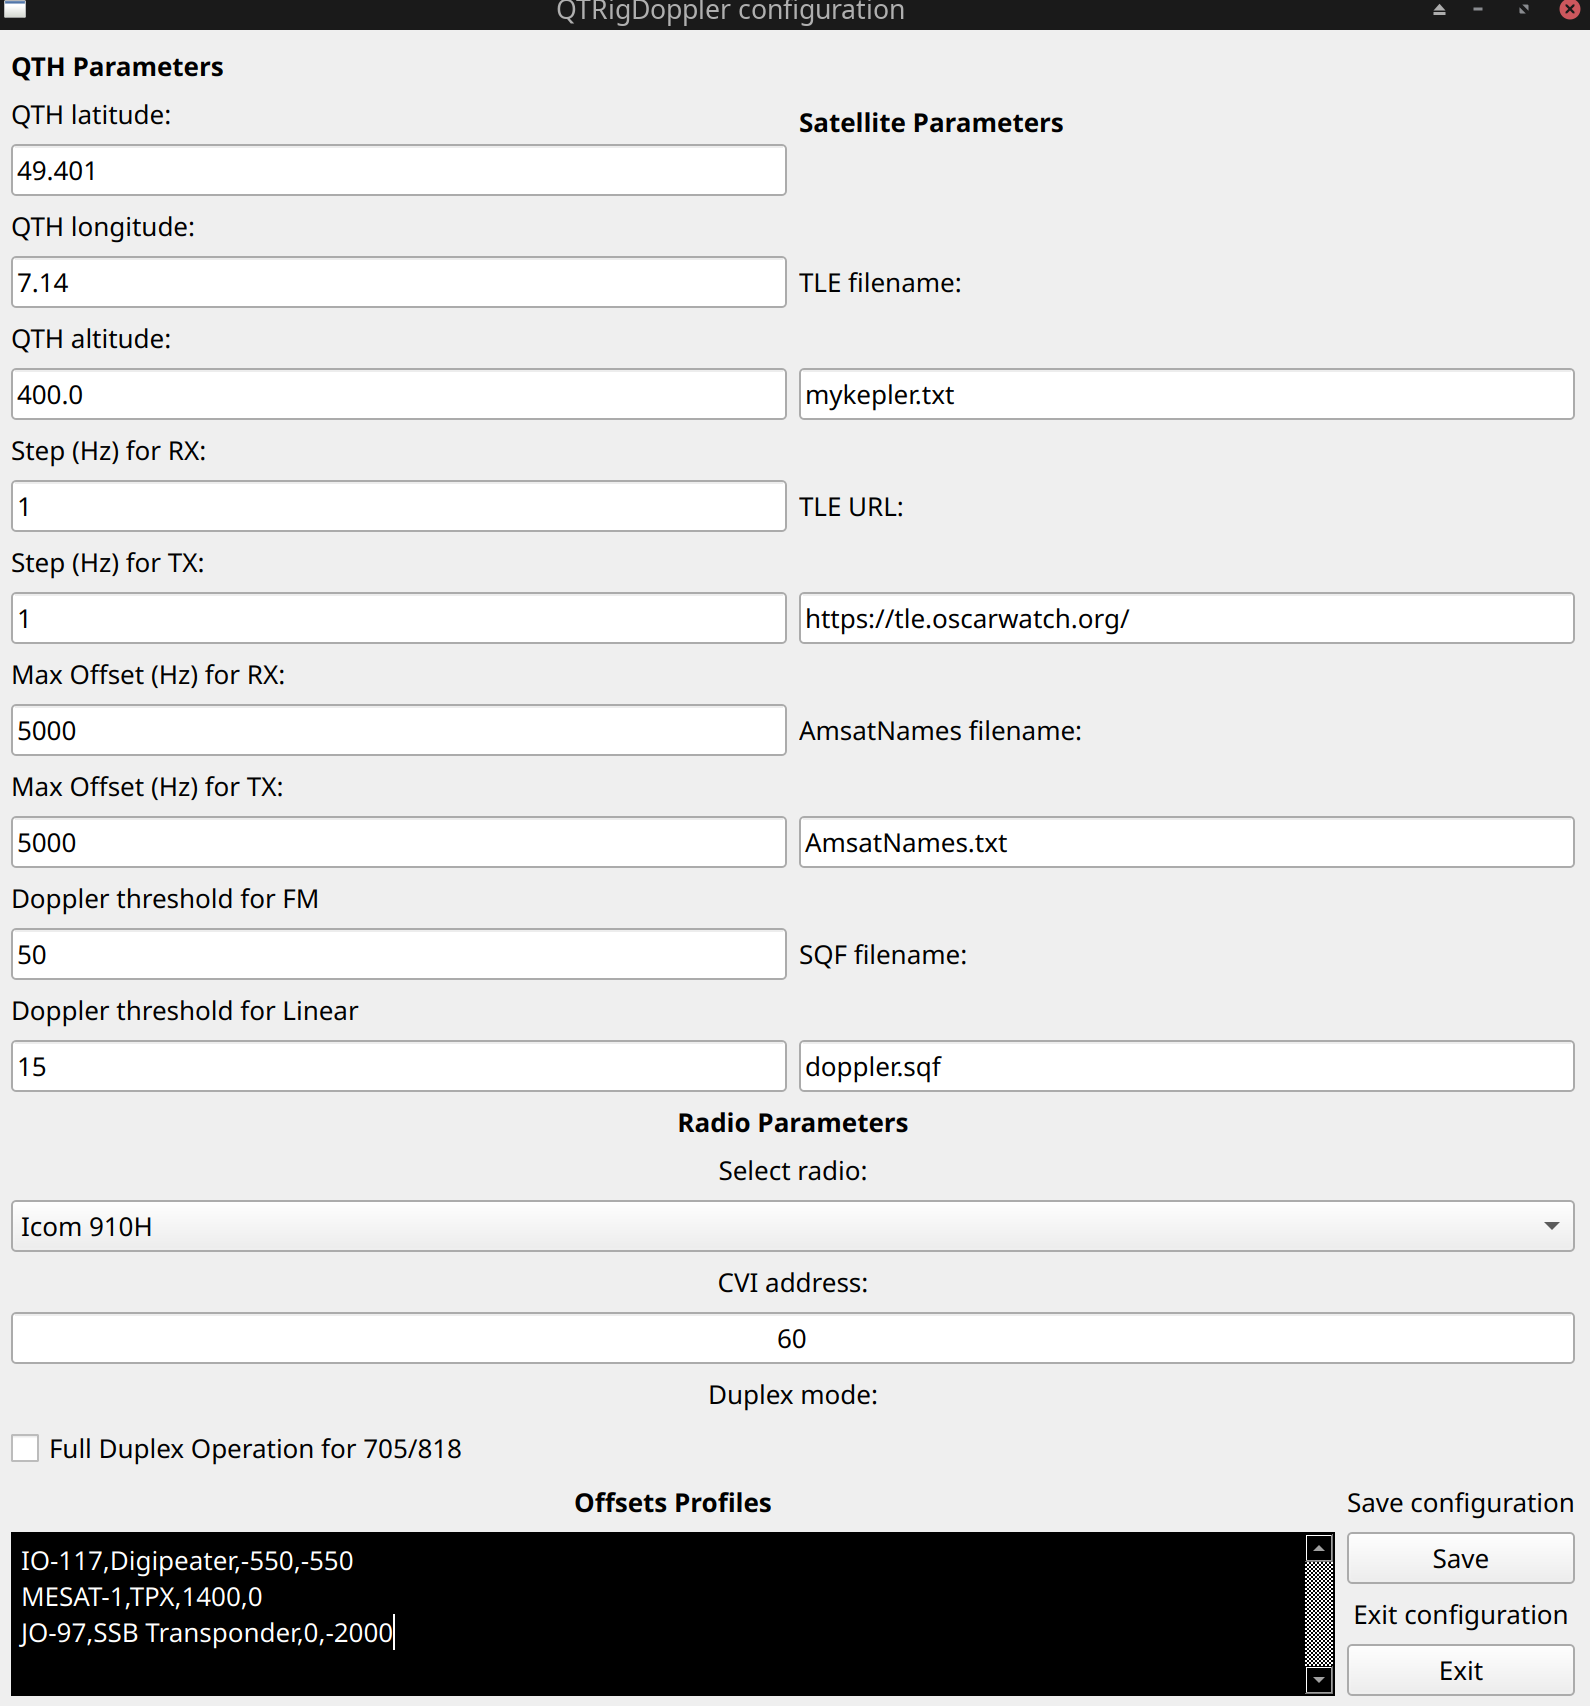 QTRigDoppler configuration
QTH Parameters
QTH latitude:
49.401
QTH longitude:
7.14
QTH altitude:
400.0
Step (Hz) for RX:
1
Step (Hz) for TX:
1
Max Offset (Hz) for RX:
5000
Max Offset (Hz) for TX:
5000
Doppler threshold for FM
50
Doppler threshold for Linear
15
Satellite Parameters
TLE filename:
mykepler.txt
TLE URL:
https://tle.oscarwatch.org/
AmsatNames filename:
AmsatNames.txt
SQF filename:
doppler.sqf
Radio Parameters
Select radio:
Icom 910H
CVI address:
60
Duplex mode:
Full Duplex Operation for 705/818
Offsets Profiles
IO-117,Digipeater,-550,-550
MESAT-1,TPX,1400,0
JO-97,SSB Transponder,0,-2000
Save configuration
Save
Exit configuration
Exit